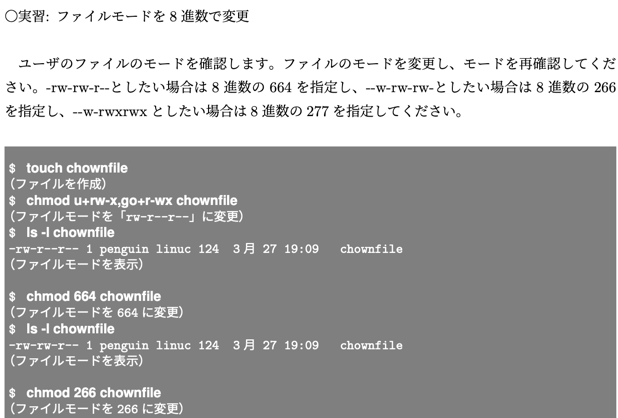 ○実習: ファイルモードを 8 進数で変更
ユーザのファイルのモードを確認します。ファイルのモードを変更し、モードを再確認してくだ
さい。-rw-rw-r--としたい場合は 8 進数の 664 を指定し、--w-rw-rw-としたい場合は 8 進数の 266
を指定し、--w-rwxrwx としたい場合は 8 進数の 277 を指定してください。
$ touch chownfile
(ファイルを作成)
$ chmod u+rw-x,go+r-wx chownfile
(ファイルモードを「rw-r--r--」に変更)
$ ls -l chownfile
-rw-r--r-- 1 penguin linuc 124 3 月 27 19:09 chownfile
(ファイルモードを表示)
$ chmod 664 chownfile
(ファイルモードを 664 に変更)
$ ls -l chownfile
-rw-rw-r-- 1 penguin linuc 124 3 月 27 19:09 chownfile
(ファイルモードを表示)
$ chmod 266 chownfile
(ファイルモードを 266 に変更)